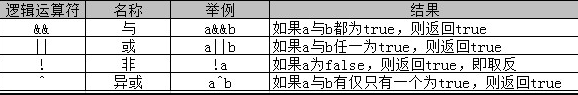 逻辑运算符 名称 举例 结果
&& 与 a&&b 如果a与b都为true，则返回true
|| 或 a||b 如果a与b任一为true，则返回true
! 非 !a 如果a为false，则返回true，即取反
^ 异或 a^b 如果a与b有仅只有一个为true，则返回true